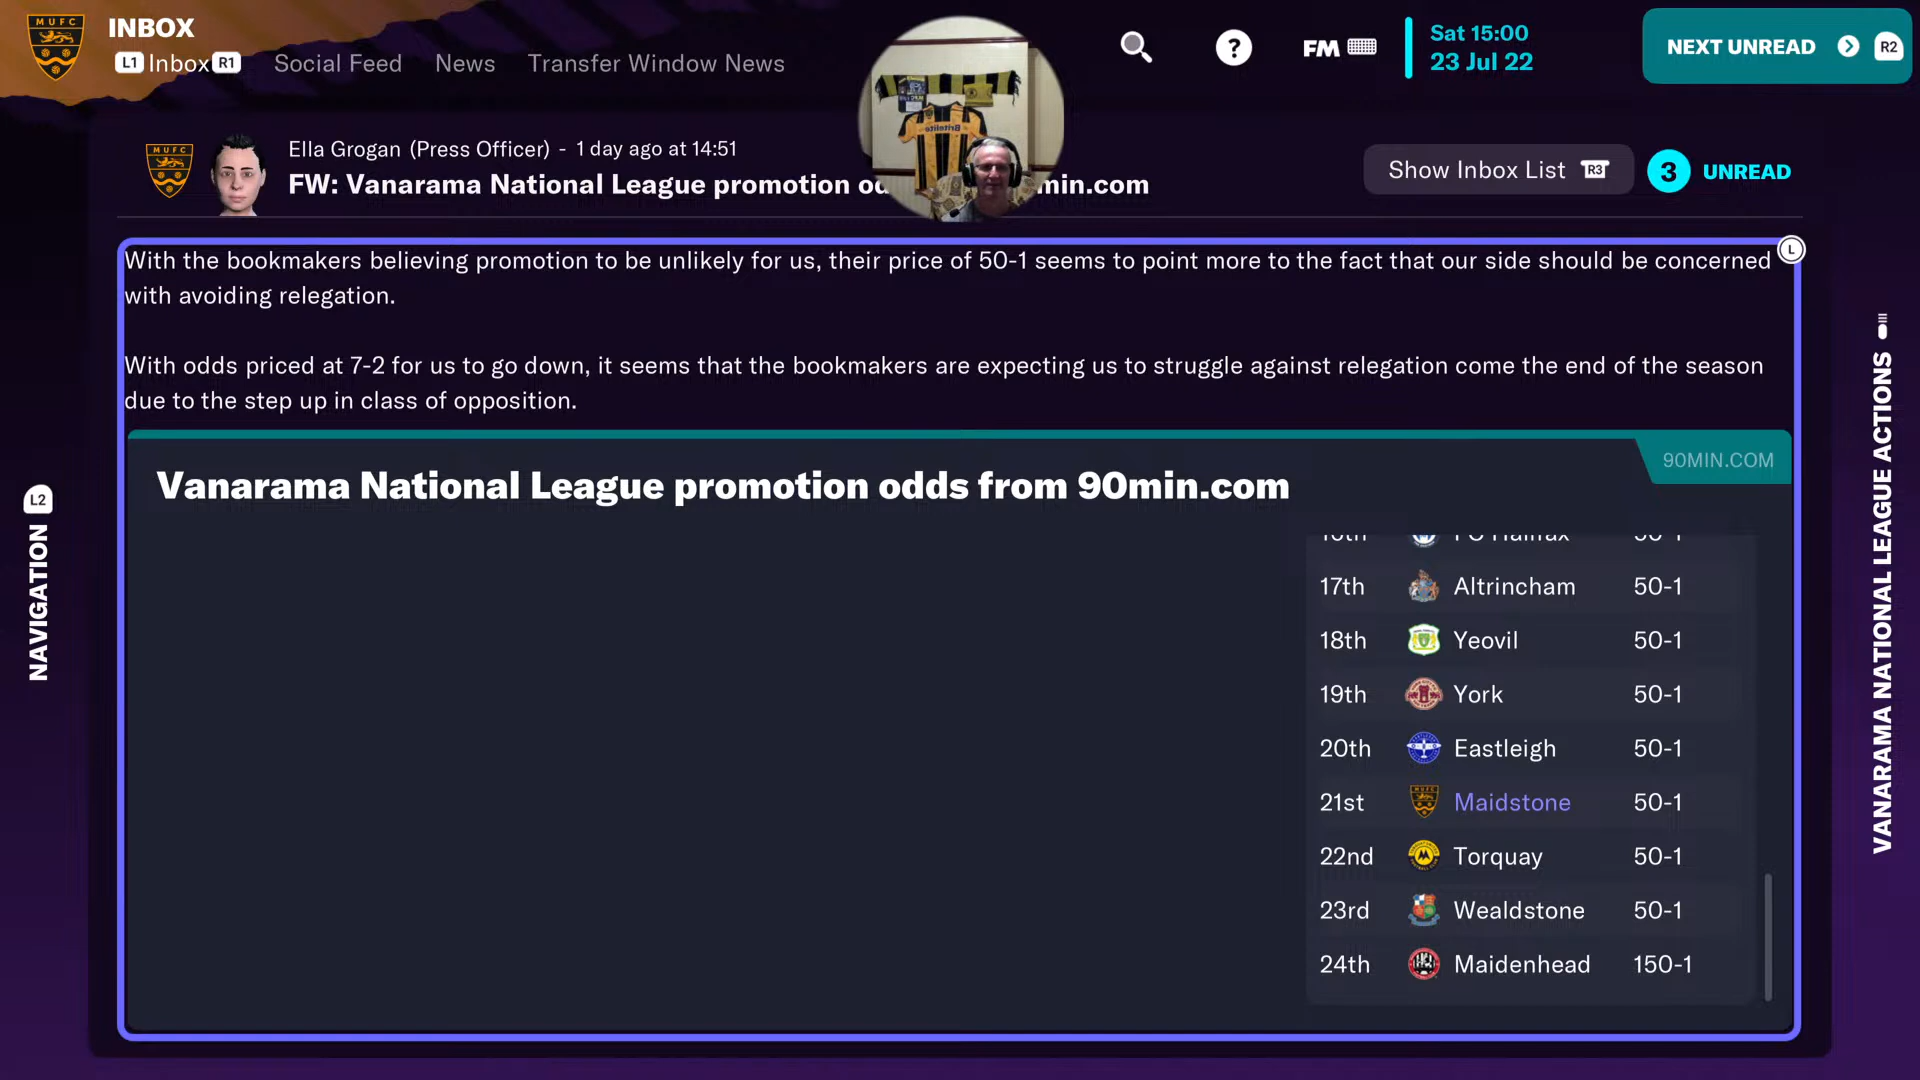 MUFC
INBOX
L1 Inbox R1 Social Feed News Transfer Window News
? FM
Sat 15:00
23 Jul 22
NEXT UNREAD R2
MUFC
Ella Grogan (Press Officer) - 1 day ago at 14:51
FW: Vanarama National League promotion min.com
Show Inbox List R3
3 UNREAD
L
With the bookmakers believing promotion to be unlikely for us, their price of 50-1 seems to point more to the fact that our side should be concerned
with avoiding relegation.
With odds priced at 7-2 for us to go down, it seems that the bookmakers are expecting us to struggle against relegation come the end of the season
due to the step up in class of opposition.
90MIN.COM
Vanarama National League promotion odds from 90min.com
17th Altrincham 50-1
18th Yeovil 50-1
19th York 50-1
20th Eastleigh 50-1
21st Maidstone 50-1
22nd Torquay 50-1
23rd Wealdstone 50-1
24th Maidenhead 150-1
L2
NAVIGATION
VANARAMA NATIONAL LEAGUE ACTIONS